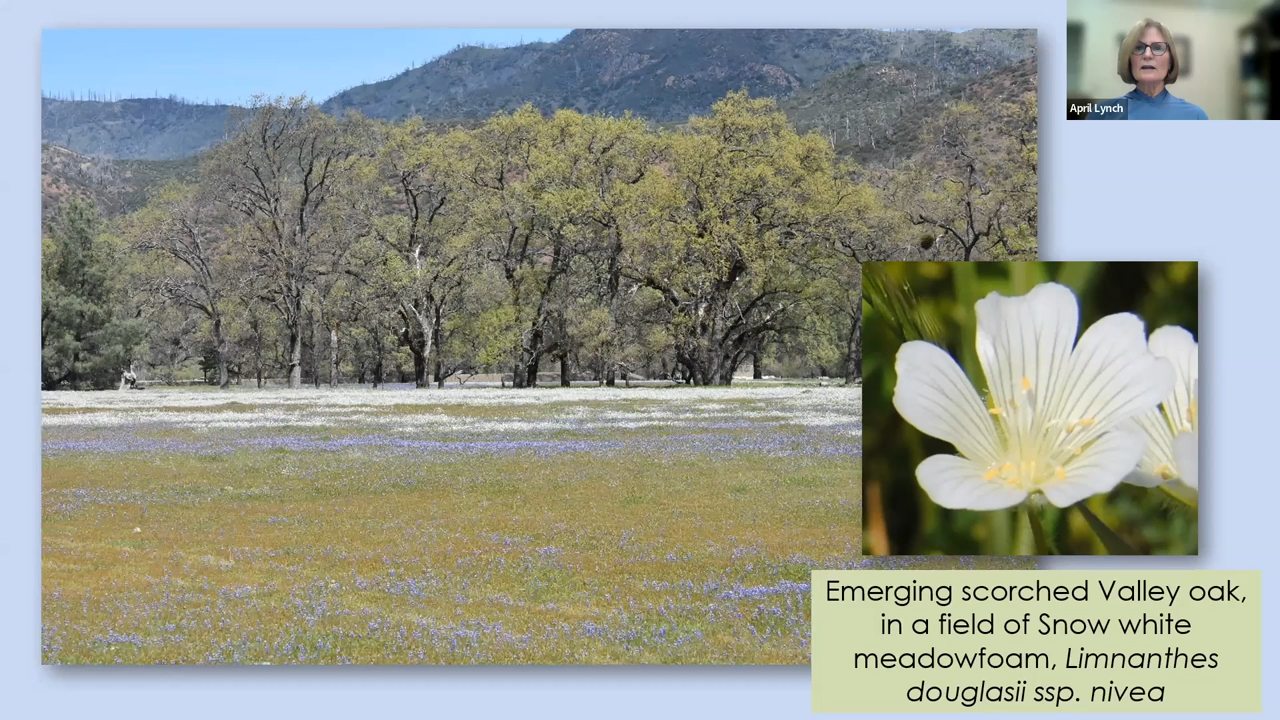 April Lynch
Emerging scorched Valley oak,
in a field of Snow white
meadowfoam, Limnanthes
douglasii ssp. nivea